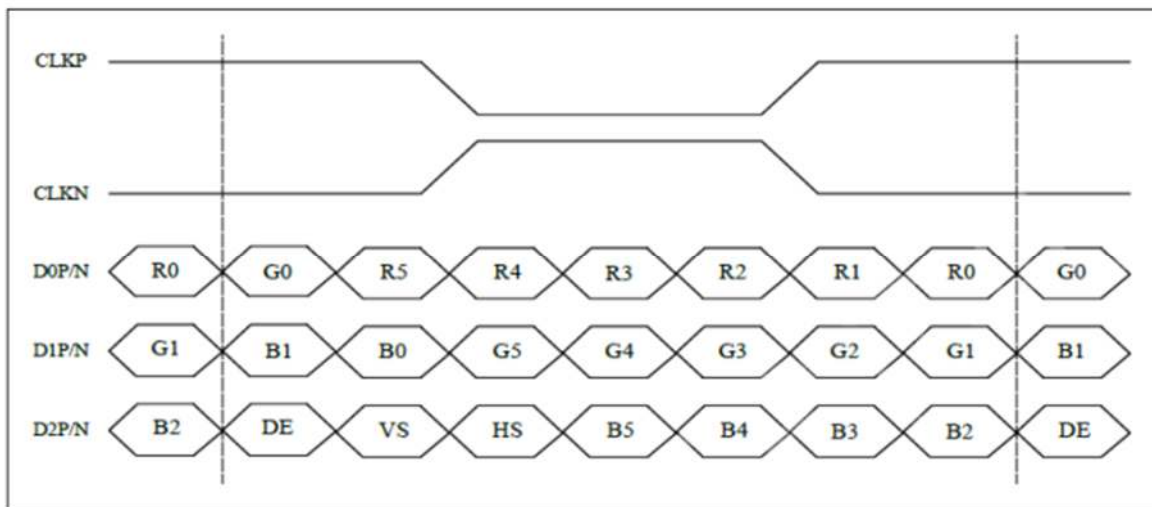 CLKP
CLKN
D0P/N R0 G0 R5 R4 R3 R2 R1 R0 G0
D1P/N G1 B1 B0 G5 G4 G3 G2 G1 B1
D2P/N B2 DE VS HS B5 B4 B3 B2 DE